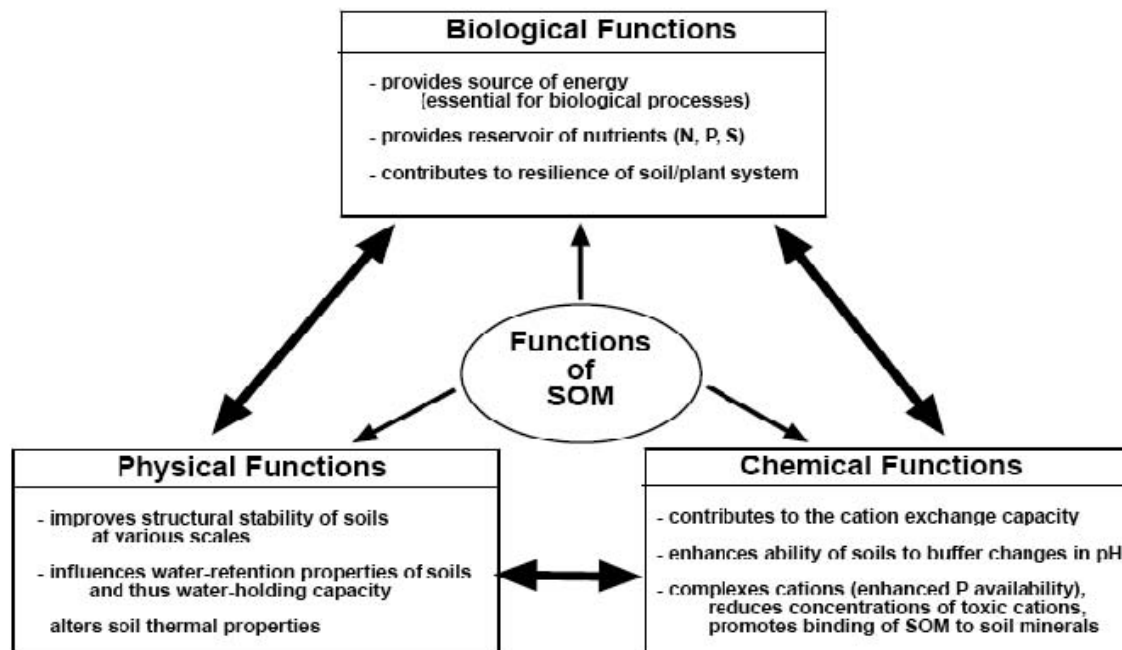 Biological Functions
- provides source of energy
(essential for biological processes)
- provides reservoir of nutrients (N, P, S)
- contributes to resilience of soil/plant system
Functions
of
SOM
Physical Functions
- improves structural stability of soils
at various scales
- influences water-retention properties of soils
and thus water-holding capacity
alters soil thermal properties
Chemical Functions
- contributes to the cation exchange capacity
- enhances ability of soils to buffer changes in pH
- complexes cations (enhanced P availability),
reduces concentrations of toxic cations,
promotes binding of SOM to soil minerals